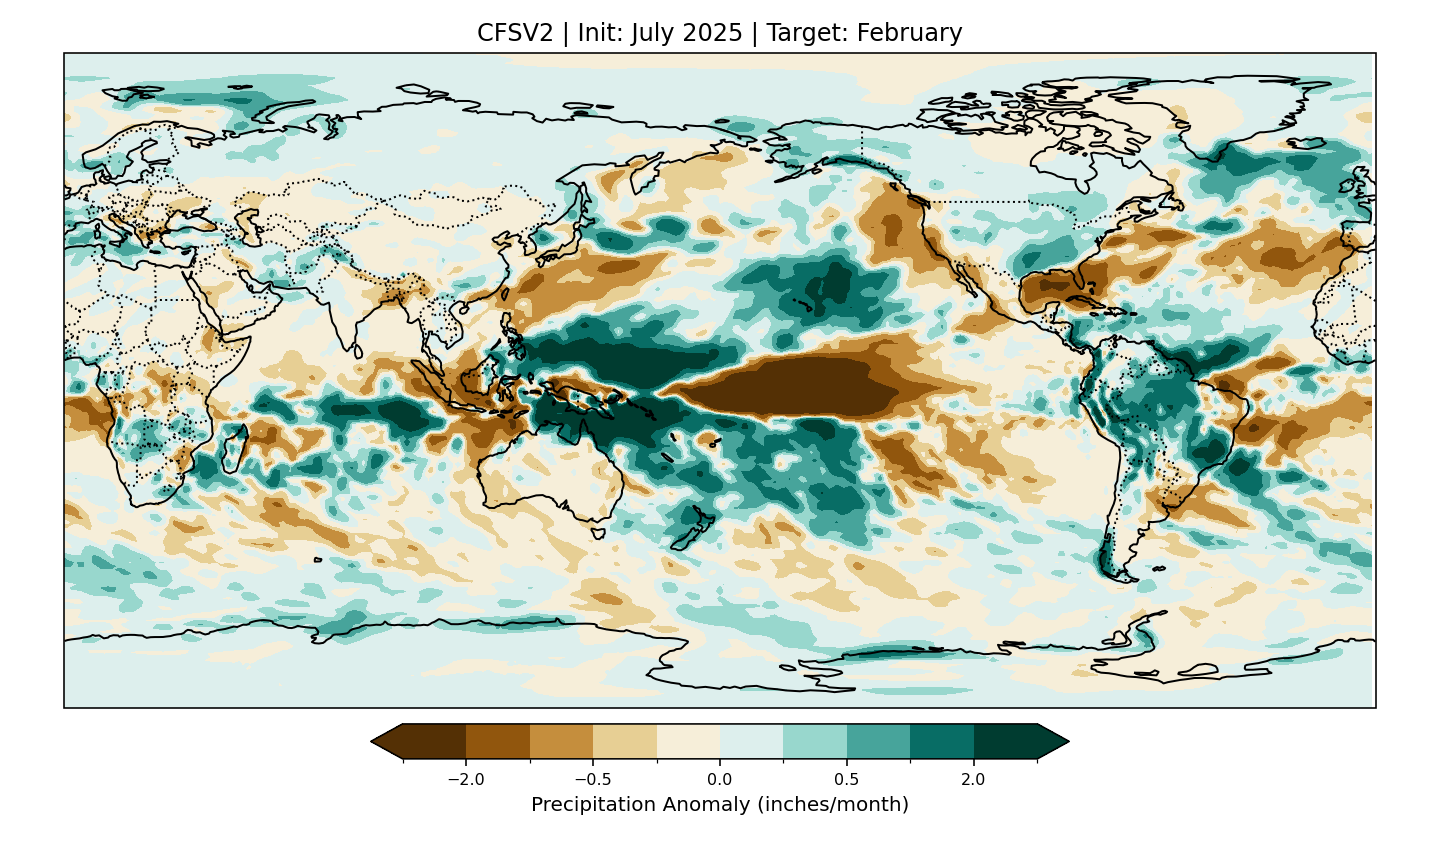 CFSV2 | Init: July 2025 | Target: February
−2.0 −0.5 0.0 0.5 2.0
Precipitation Anomaly (inches/month)